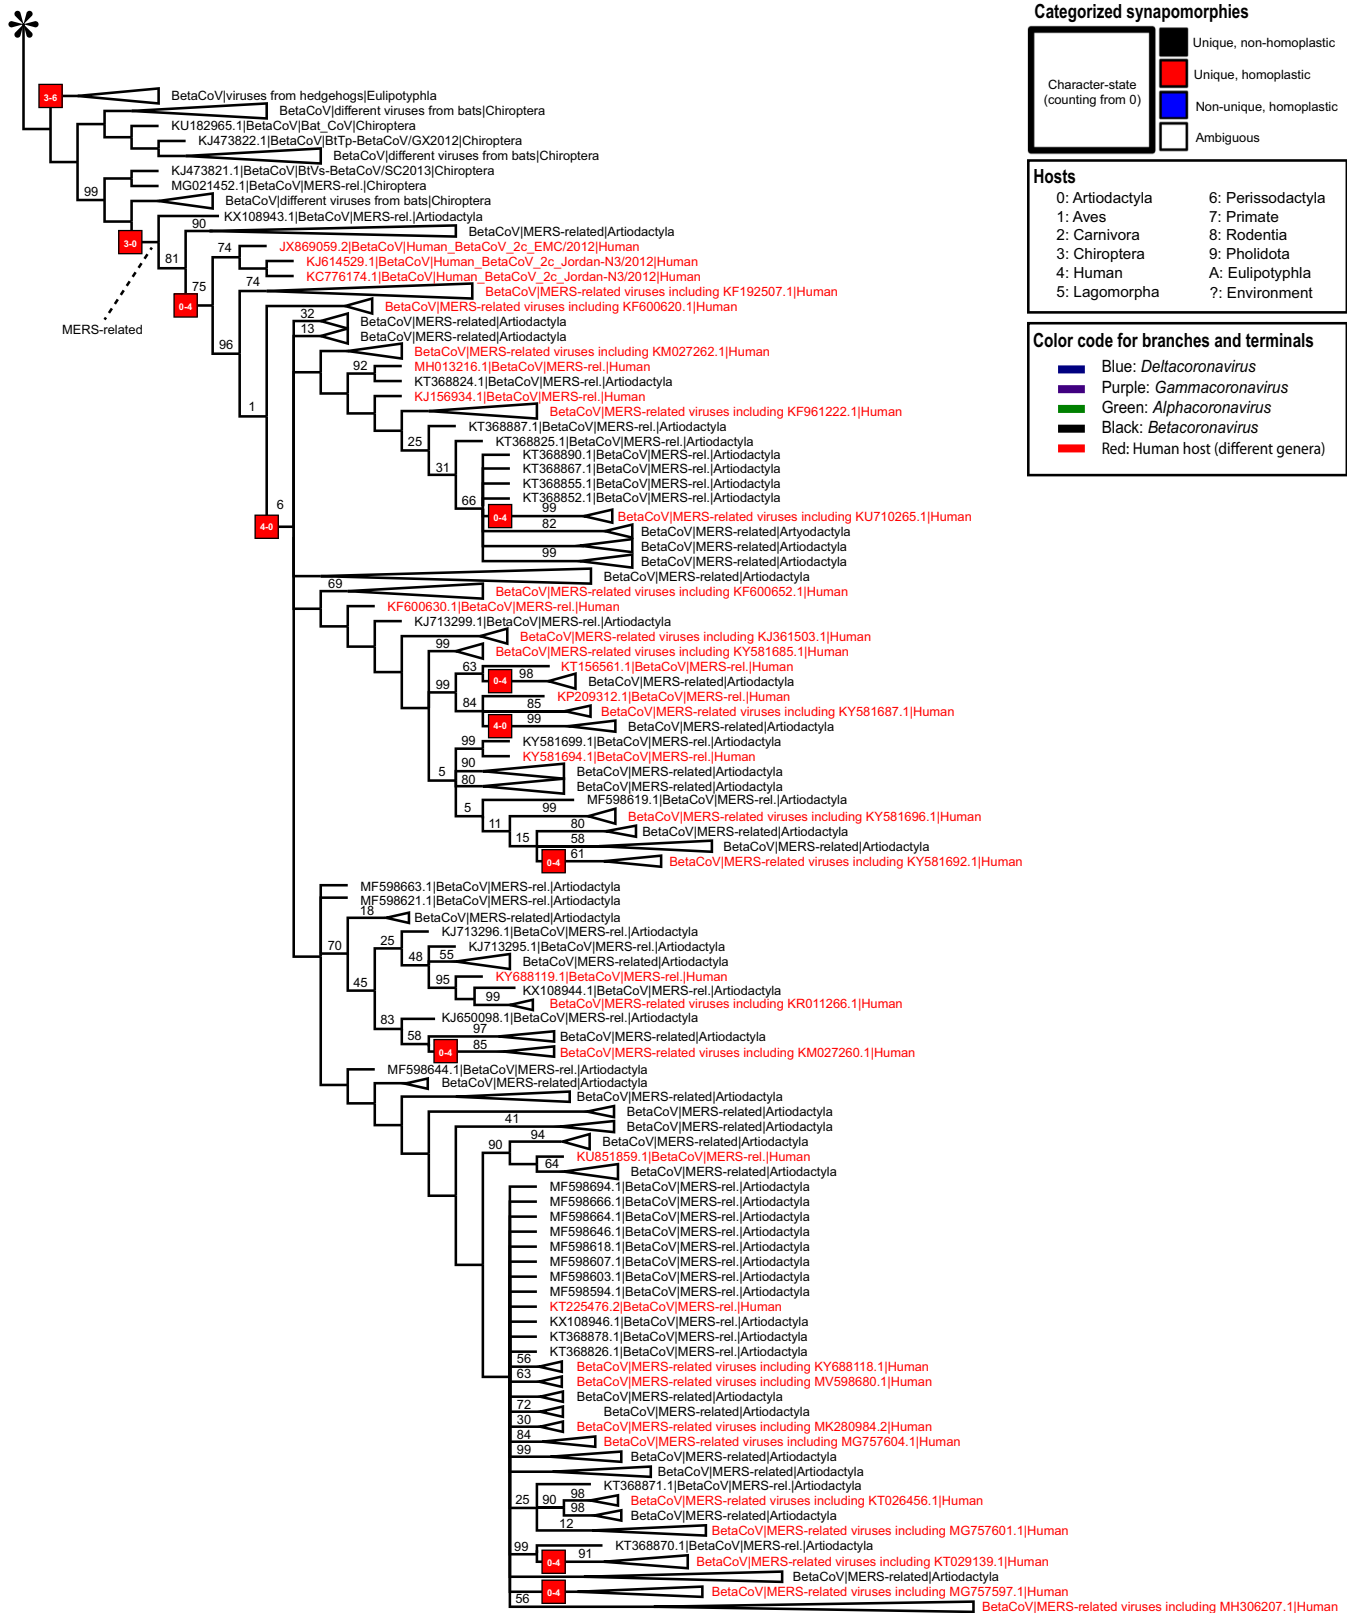 *
3-6
BetaCoV|viruses from hedgehogs|Eulipotyphla
BetaCoV|different viruses from bats|Chiroptera
KU182965.1|BetaCoV|Bat_CoV|Chiroptera
KJ473822.1|BetaCoV|BtTp-BetaCoV/GX2012|Chiroptera
BetaCoV|different viruses from bats|Chiroptera
KJ473821.1|BetaCoV|BtVs-BetaCoV/SC2013|Chiroptera
MG021452.1|BetaCoV|MERS-rel.|Chiroptera
99
BetaCoV|different viruses from bats|Chiroptera
KX108943.1|BetaCoV|MERS-rel.|Artiodactyla
90
BetaCoV|MERS-related|Artiodactyla
3-0
74
JX869059.2|BetaCoV|Human_BetaCoV_2c_EMC/2012|Human
81
KJ614529.1|BetaCoV|Human_BetaCoV_2c_Jordan-N3/2012|Human
KC776174.1|BetaCoV|Human_BetaCoV_2c_Jordan-N3/2012|Human
75
74
BetaCoV|MERS-related viruses including KF192507.1|Human
0-4
BetaCoV|MERS-related viruses including KF600620.1|Human
MERS-related
32
BetaCoV|MERS-related|Artiodactyla
13
BetaCoV|MERS-related|Artiodactyla
96
BetaCoV|MERS-related viruses including KM027262.1|Human
92
MH013216.1|BetaCoV|MERS-rel.|Human
KT368824.1|BetaCoV|MERS-rel.|Artiodactyla
KJ156934.1|BetaCoV|MERS-rel.|Human
1
BetaCoV|MERS-related viruses including KF961222.1|Human
KT368887.1|BetaCoV|MERS-rel.|Artiodactyla
25
KT368825.1|BetaCoV|MERS-rel.|Artiodactyla
KT368890.1|BetaCoV|MERS-rel.|Artiodactyla
31
KT368867.1|BetaCoV|MERS-rel.|Artiodactyla
KT368855.1|BetaCoV|MERS-rel.|Artiodactyla
66
KT368852.1|BetaCoV|MERS-rel.|Artiodactyla
6
4-0
0-4
99
BetaCoV|MERS-related viruses including KU710265.1|Human
82
BetaCoV|MERS-related|Artyodactyla
BetaCoV|MERS-related|Artiodactyla
99
BetaCoV|MERS-related|Artiodactyla
BetaCoV|MERS-related|Artiodactyla
69
BetaCoV|MERS-related viruses including KF600652.1|Human
KF600630.1|BetaCoV|MERS-rel.|Human
KJ713299.1|BetaCoV|MERS-rel.|Artiodactyla
BetaCoV|MERS-related viruses including KJ361503.1|Human
99
BetaCoV|MERS-related viruses including KY581685.1|Human
63
KT156561.1|BetaCoV|MERS-rel.|Human
99
0-4
98
BetaCoV|MERS-related|Artiodactyla
KP209312.1|BetaCoV|MERS-rel.|Human
84
85
BetaCoV|MERS-related viruses including KY581687.1|Human
4-0
99
BetaCoV|MERS-related|Artiodactyla
99
KY581699.1|BetaCoV|MERS-rel.|Artiodactyla
KY581694.1|BetaCoV|MERS-rel.|Human
5
90
BetaCoV|MERS-related|Artiodactyla
80
BetaCoV|MERS-related|Artiodactyla
MF598619.1|BetaCoV|MERS-rel.|Artiodactyla
5
99
BetaCoV|MERS-related viruses including KY581696.1|Human
11
80
BetaCoV|MERS-related|Artiodactyla
15
58
BetaCoV|MERS-related|Artiodactyla
0-4
61
BetaCoV|MERS-related viruses including KY581692.1|Human
MF598663.1|BetaCoV|MERS-rel.|Artiodactyla
MF598621.1|BetaCoV|MERS-rel.|Artiodactyla
18
BetaCoV|MERS-related|Artiodactyla
KJ713296.1|BetaCoV|MERS-rel.|Artiodactyla
70
25
KJ713295.1|BetaCoV|MERS-rel.|Artiodactyla
48
55
BetaCoV|MERS-related|Artiodactyla
KY688119.1|BetaCoV|MERS-rel.|Human
45
95
KX108944.1|BetaCoV|MERS-rel.|Artiodactyla
99
BetaCoV|MERS-related viruses including KR011266.1|Human
83
KJ650098.1|BetaCoV|MERS-rel.|Artiodactyla
58
97
BetaCoV|MERS-related|Artiodactyla
0-4
85
BetaCoV|MERS-related viruses including KM027260.1|Human
MF598644.1|BetaCoV|MERS-rel.|Artiodactyla
BetaCoV|MERS-related|Artiodactyla
BetaCoV|MERS-related|Artiodactyla
BetaCoV|MERS-related|Artiodactyla
41
BetaCoV|MERS-related|Artiodactyla
90
94
BetaCoV|MERS-related|Artiodactyla
KU851859.1|BetaCoV|MERS-rel.|Human
64
BetaCoV|MERS-related|Artiodactyla
MF598694.1|BetaCoV|MERS-rel.|Artiodactyla
MF598666.1|BetaCoV|MERS-rel.|Artiodactyla
MF598664.1|BetaCoV|MERS-rel.|Artiodactyla
MF598646.1|BetaCoV|MERS-rel.|Artiodactyla
MF598618.1|BetaCoV|MERS-rel.|Artiodactyla
MF598607.1|BetaCoV|MERS-rel.|Artiodactyla
MF598603.1|BetaCoV|MERS-rel.|Artiodactyla
MF598594.1|BetaCoV|MERS-rel.|Artiodactyla
KT225476.2|BetaCoV|MERS-rel.|Human
KX108946.1|BetaCoV|MERS-rel.|Artiodactyla
KT368878.1|BetaCoV|MERS-rel.|Artiodactyla
KT368826.1|BetaCoV|MERS-rel.|Artiodactyla
56
BetaCoV|MERS-related viruses including KY688118.1|Human
63
BetaCoV|MERS-related viruses including MV598680.1|Human
BetaCoV|MERS-related|Artiodactyla
72
BetaCoV|MERS-related|Artiodactyla
30
BetaCoV|MERS-related viruses including MK280984.2|Human
84
BetaCoV|MERS-related viruses including MG757604.1|Human
99
BetaCoV|MERS-related|Artiodactyla
BetaCoV|MERS-related|Artiodactyla
KT368871.1|BetaCoV|MERS-rel.|Artiodactyla
25
90
98
BetaCoV|MERS-related viruses including KT026456.1|Human
98
BetaCoV|MERS-related|Artiodactyla
12
BetaCoV|MERS-related viruses including MG757601.1|Human
99
KT368870.1|BetaCoV|MERS-rel.|Artiodactyla
0-4
91
BetaCoV|MERS-related viruses including KT029139.1|Human
BetaCoV|MERS-related|Artiodactyla
0-4
BetaCoV|MERS-related viruses including MG757597.1|Human
56
BetaCoV|MERS-related viruses including MH306207.1|Human
Categorized synapomorphies
Character-state
(counting from 0)
Unique, non-homoplastic
Unique, homoplastic
Non-unique, homoplastic
Ambiguous
Hosts
0: Artiodactyla
1: Aves
2: Carnivora
3: Chiroptera
4: Human
5: Lagomorpha
6: Perissodactyla
7: Primate
8: Rodentia
9: Pholidota
A: Eulipotyphla
?: Environment
Color code for branches and terminals
Blue: Deltacoronavirus
Purple: Gammacoronavirus
Green: Alphacoronavirus
Black: Betacoronavirus
Red: Human host (different genera)